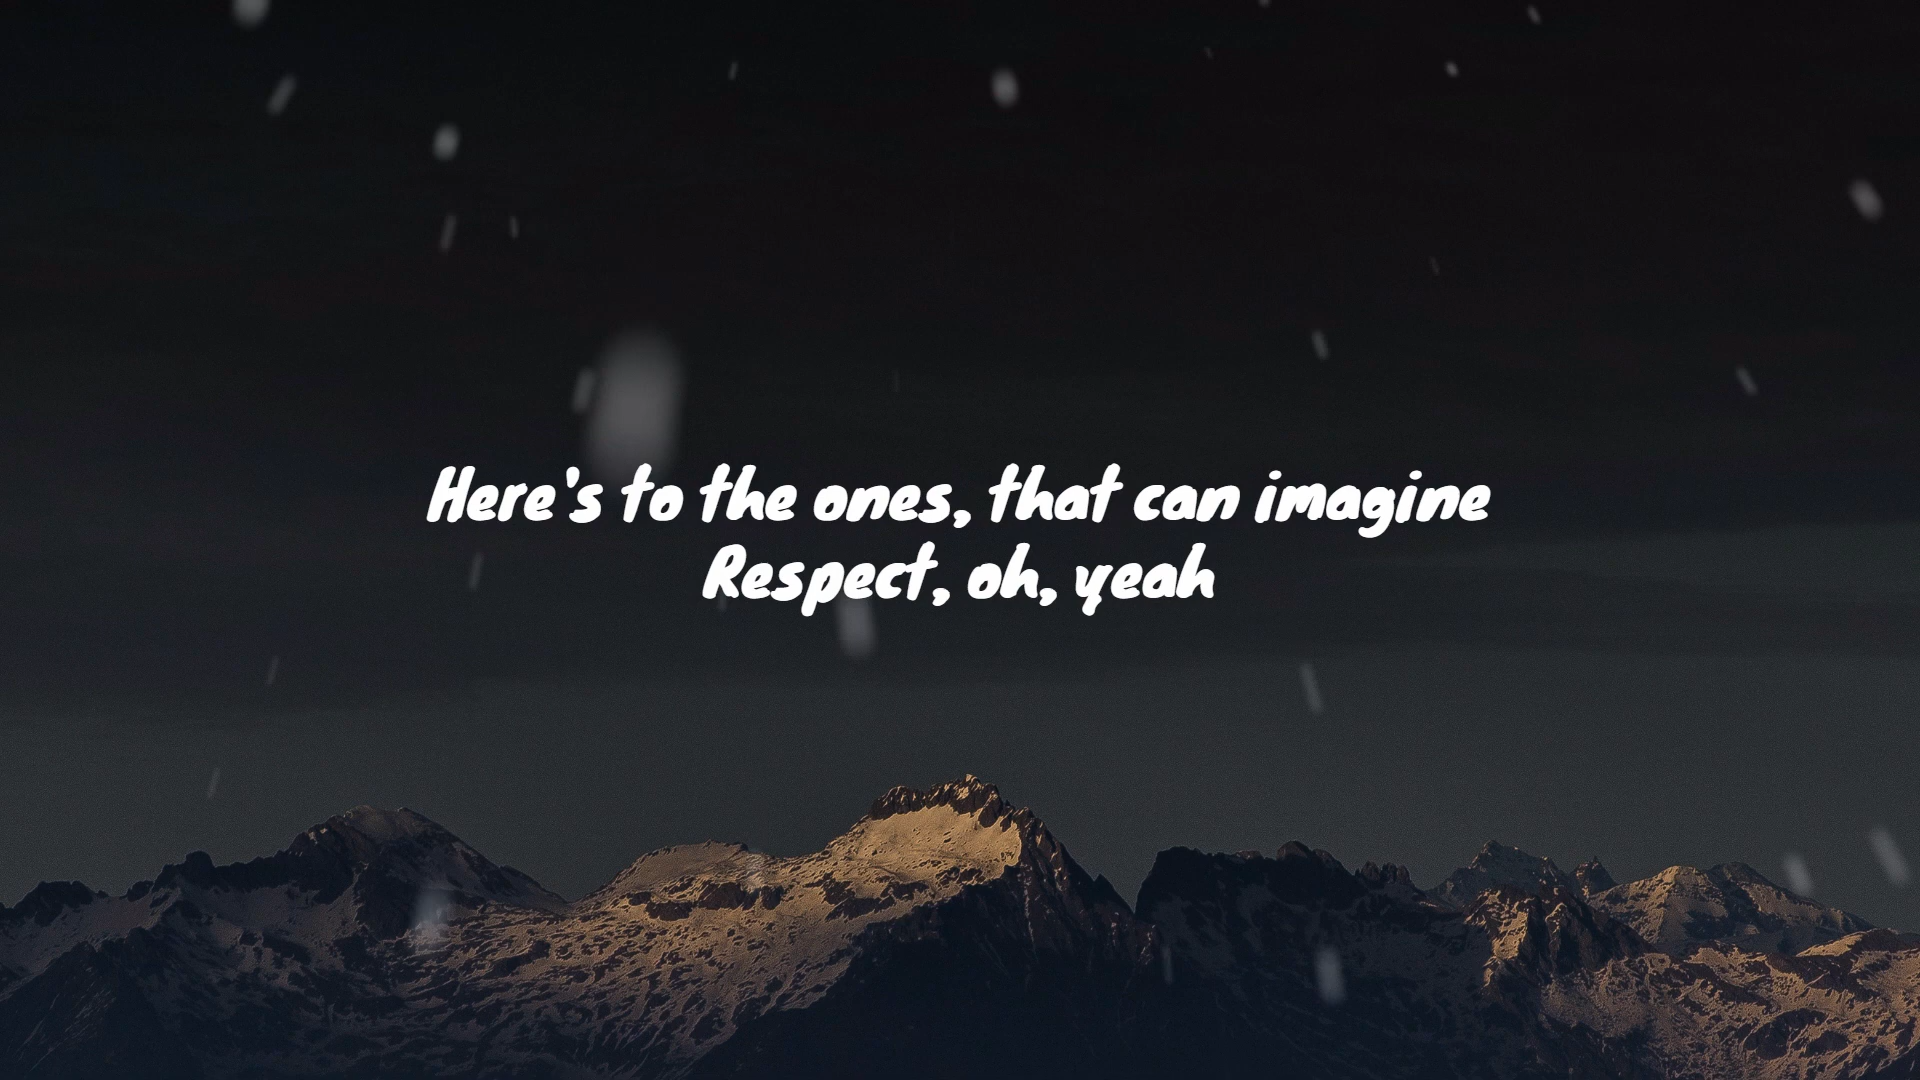 Here's to the ones, that can imagine
Respect, oh, yeah